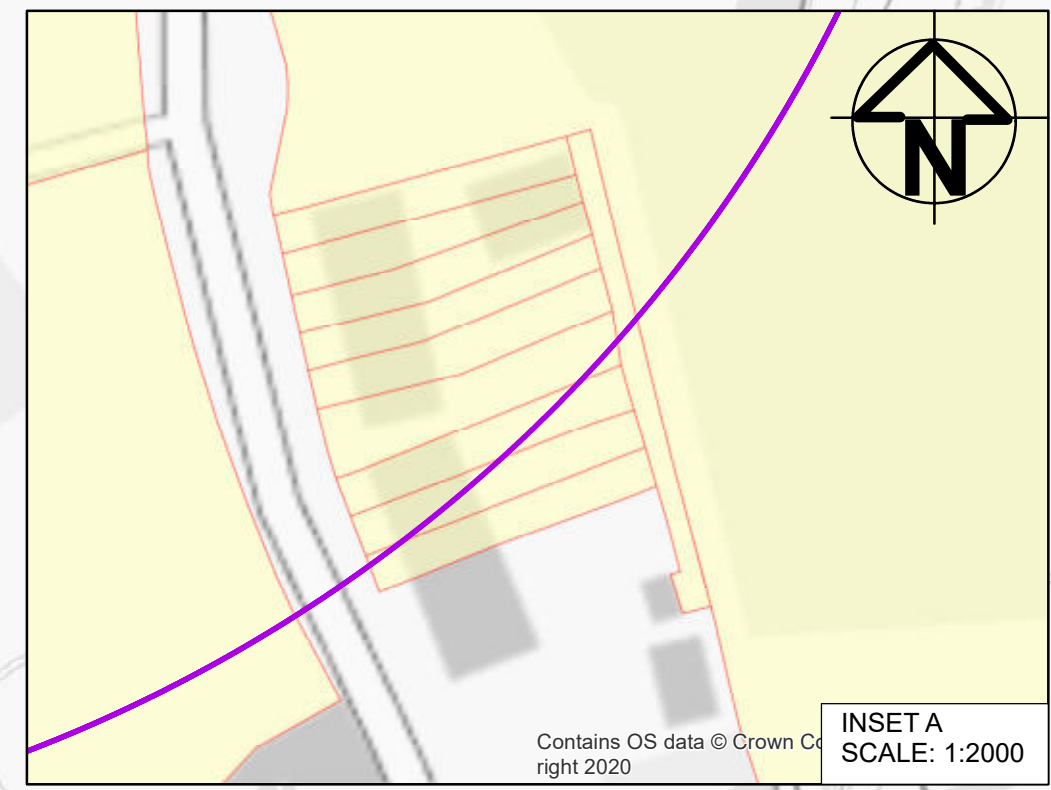 N
Contains OS data © Crown Co
right 2020
INSET A
SCALE: 1:2000